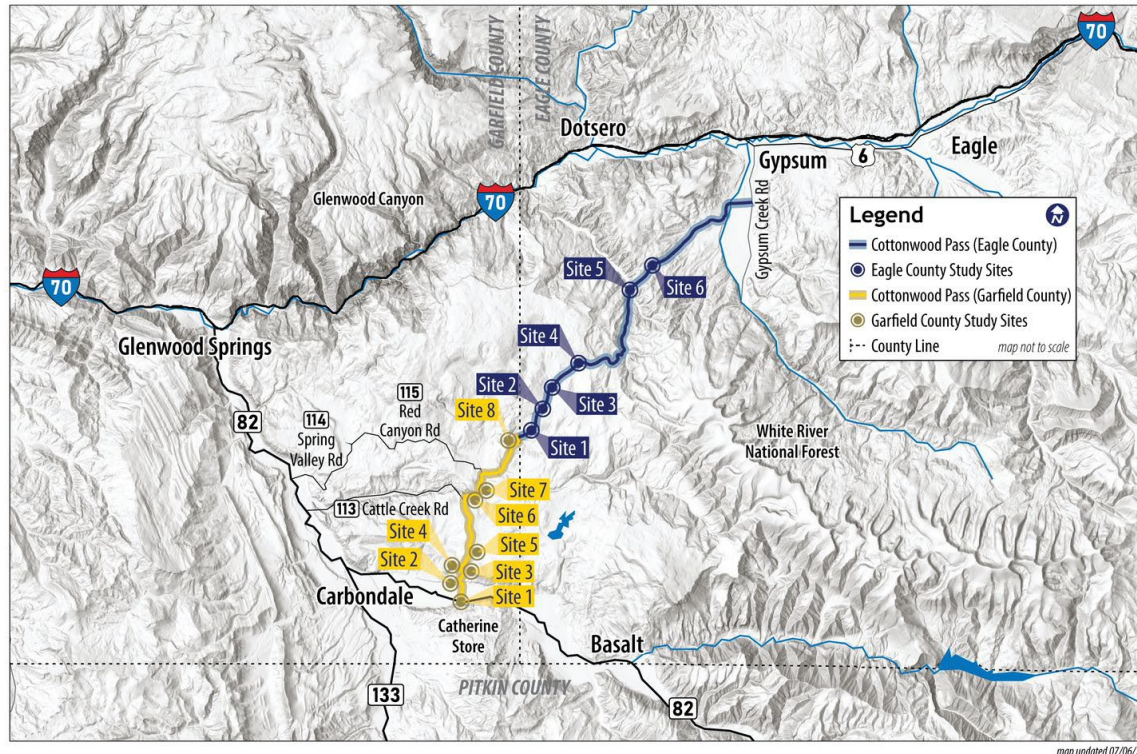 70
GARFIELD COUNTY
EAGLE COUNTY
Dotsero
Gypsum
6
Eagle
Glenwood Canyon
70
70
Glenwood Springs
Gypsum Creek Rd
Legend
N
Cottonwood Pass (Eagle County)
Eagle County Study Sites
Cottonwood Pass (Garfield County)
Garfield County Study Sites
County Line
map not to scale
Site 5
Site 6
Site 4
Site 2
Site 3
Site 1
82
115
Red
Canyon Rd
114
Spring
Valley Rd
Site 8
White River
National Forest
Site 7
Site 6
113 Cattle Creek Rd
Site 4
Site 5
Site 2
Site 3
Site 1
Carbondale
Catherine
Store
Basalt
PITKIN COUNTY
133
82
map updated 07/06/